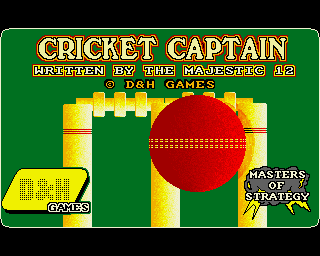 CRICKET CAPTAIN
WRITTEN BY THE MAJESTIC 12
© D&H GAMES
D&H
GAMES
MASTERS
OF
STRATEGY